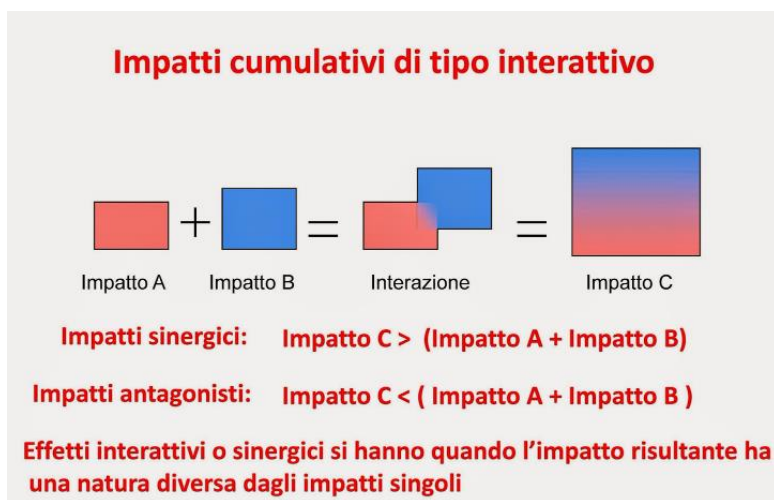 Impatti cumulativi di tipo interattivo
+ = =
Impatto A Impatto B Interazione Impatto C
Impatti sinergici: Impatto C > (Impatto A + Impatto B)
Impatti antagonisti: Impatto C < ( Impatto A + Impatto B )
Effetti interattivi o sinergici si hanno quando l'impatto risultante ha
una natura diversa dagli impatti singoli